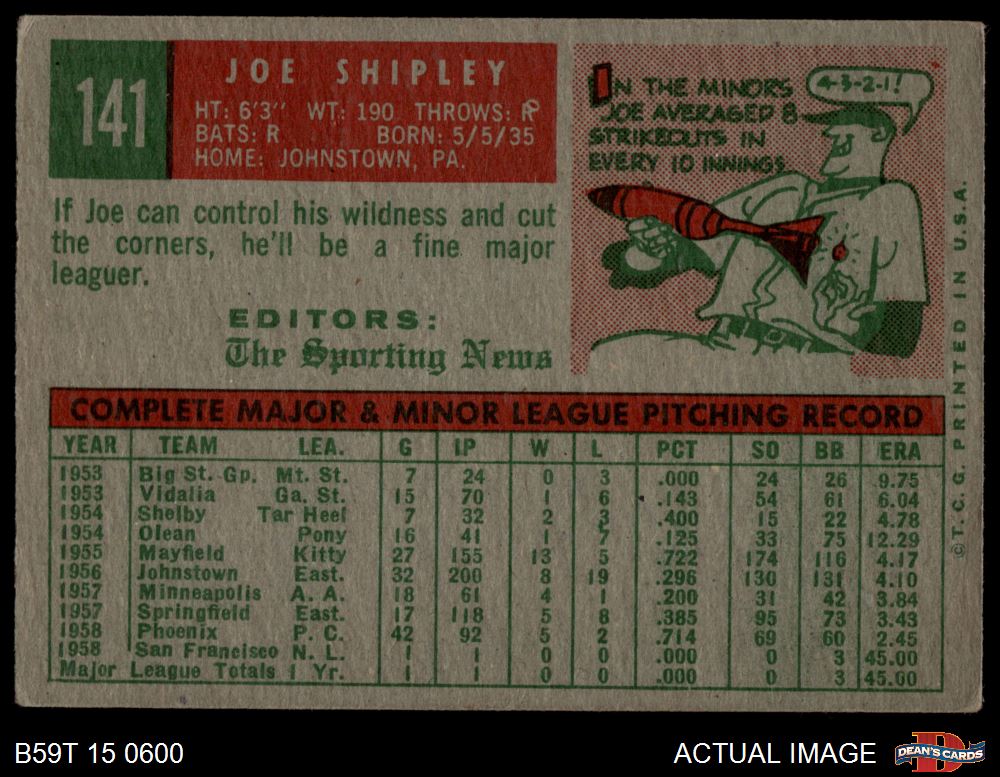 141
JOE SHIPLEY
HT: 6'3" WT: 190 THROWS: R
BATS: R BORN: 5/5/35
HOME: JOHNSTOWN, PA.
If Joe can control his wildness and cut
the corners, he'll be a fine major
leaguer.
EDITORS:
The Sporting News
IN THE MINORS
JOE AVERAGED 8
STRIKEOUTS IN
EVERY 10 INNINGS.
4-3-2-1!
COMPLETE MAJOR & MINOR LEAGUE PITCHING RECORD
YEAR TEAM LEA. G IP W L PCT SO BB ERA
1953 Big St. Gp. Mt. St. 7 24 0 3 .000 24 26 9.75
1953 Vidalia Ga. St. 15 70 1 6 .143 54 61 6.04
1954 Shelby Tar Heel 7 32 2 3 .400 15 22 4.78
1954 Olean Pony 16 41 1 7 .125 33 75 12.29
1955 Mayfield Kitty 27 155 13 5 .722 174 116 4.17
1956 Johnstown East. 32 200 8 19 .296 130 131 4.10
1957 Minneapolis A. A. 18 61 4 1 .200 31 42 3.84
1957 Springfield East. 17 118 5 8 .385 95 73 3.43
1958 Phoenix P. C. 42 92 5 2 .714 69 60 2.45
1958 San Francisco N. L. 1 1 0 0 .000 0 3 45.00
Major League Totals 1 Yr. 1 1 0 0 .000 0 3 45.00
© T. C. G. PRINTED IN U.S.A.
B59T 15 0600
ACTUAL IMAGE
DEAN'S CARDS